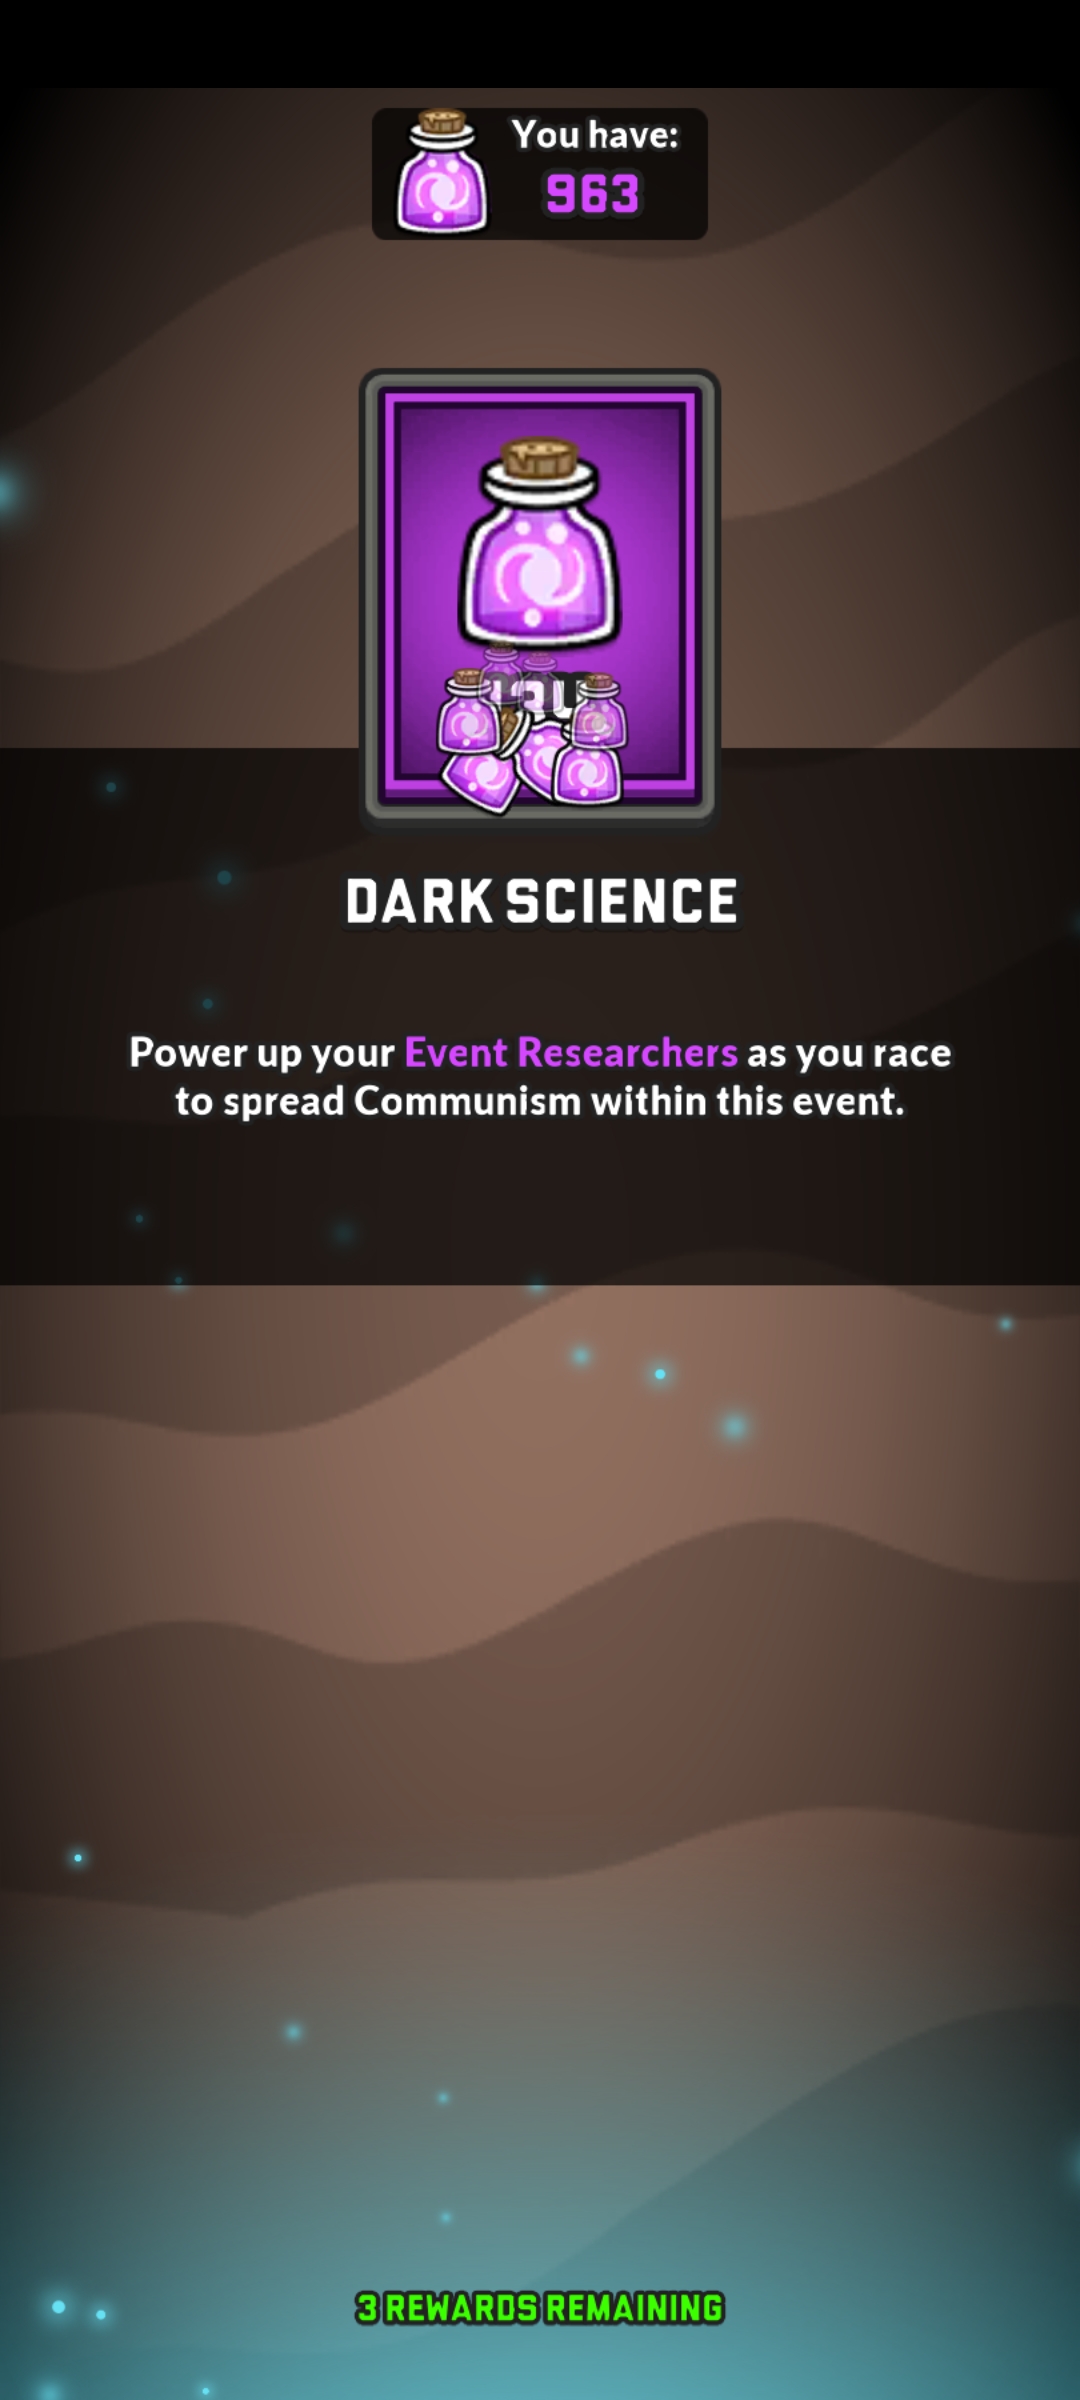 You have:
963
DARK SCIENCE
Power up your Event Researchers as you race
to spread Communism within this event.
3 REWARDS REMAINING